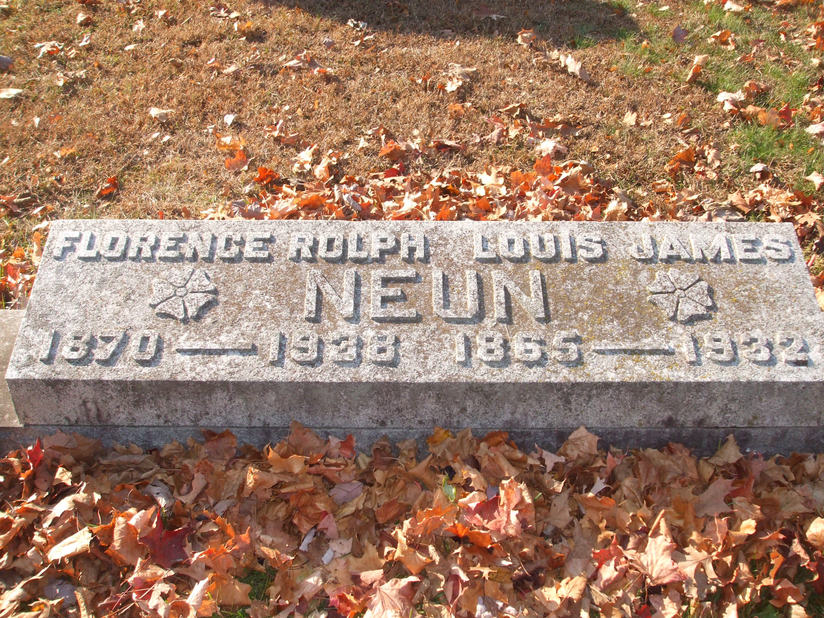 FLORENCE ROLPH LOUIS JAMES
NEUN
1870 — 1938 1865 — 1932